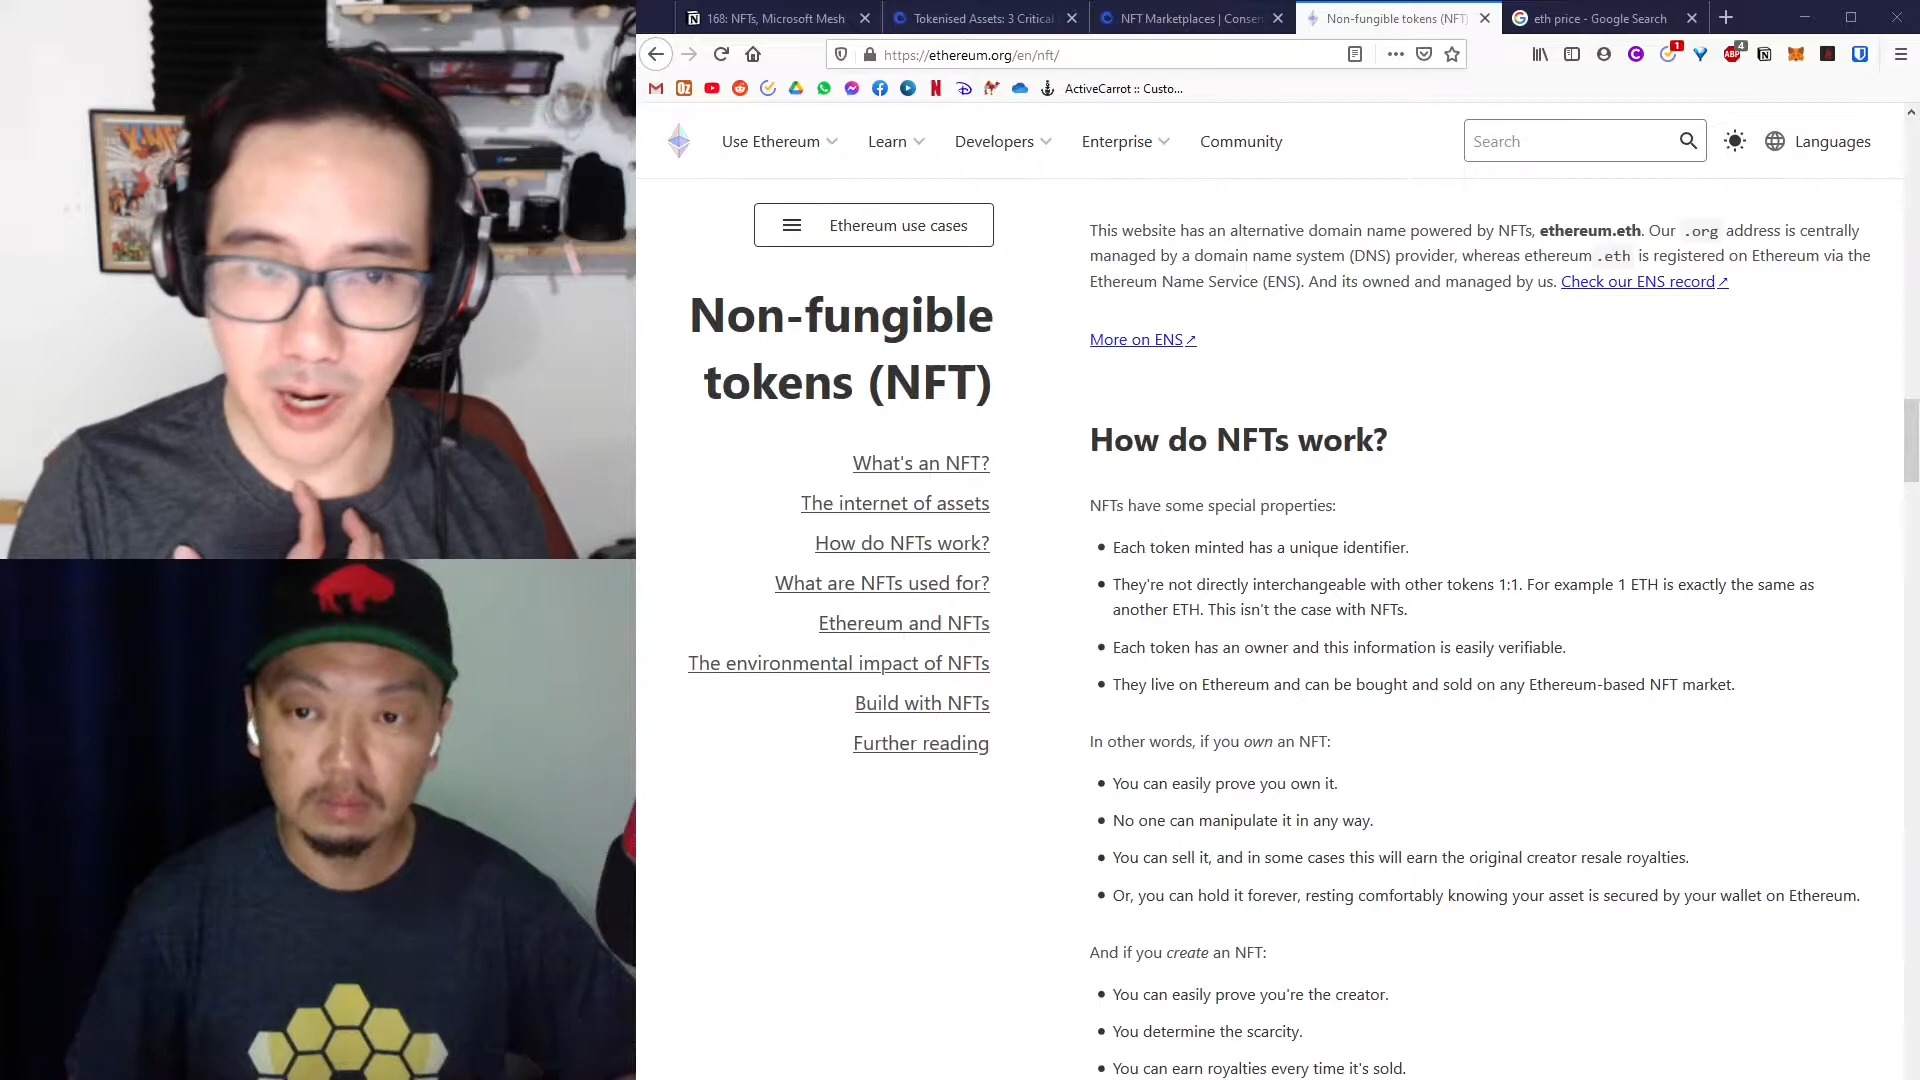 168: NFTs, Microsoft Mesh
Tokenised Assets: 3 Critical
NFT Marketplaces | Consen
Non-fungible tokens (NFT)
eth price - Google Search
https://ethereum.org/en/nft/
1
ABP
4
OZ
ActiveCarrot :: Custo...
Use Ethereum
Learn
Developers
Enterprise
Community
Search
Languages
Ethereum use cases
Non-fungible
tokens (NFT)
What's an NFT?
The internet of assets
How do NFTs work?
What are NFTs used for?
Ethereum and NFTs
The environmental impact of NFTs
Build with NFTs
Further reading
This website has an alternative domain name powered by NFTs, ethereum.eth. Our .org address is centrally
managed by a domain name system (DNS) provider, whereas ethereum .eth is registered on Ethereum via the
Ethereum Name Service (ENS). And its owned and managed by us. Check our ENS record↗
More on ENS↗
How do NFTs work?
NFTs have some special properties:
• Each token minted has a unique identifier.
• They're not directly interchangeable with other tokens 1:1. For example 1 ETH is exactly the same as
another ETH. This isn't the case with NFTs.
• Each token has an owner and this information is easily verifiable.
• They live on Ethereum and can be bought and sold on any Ethereum-based NFT market.
In other words, if you own an NFT:
• You can easily prove you own it.
• No one can manipulate it in any way.
• You can sell it, and in some cases this will earn the original creator resale royalties.
• Or, you can hold it forever, resting comfortably knowing your asset is secured by your wallet on Ethereum.
And if you create an NFT:
• You can easily prove you're the creator.
• You determine the scarcity.
• You can earn royalties every time it's sold.